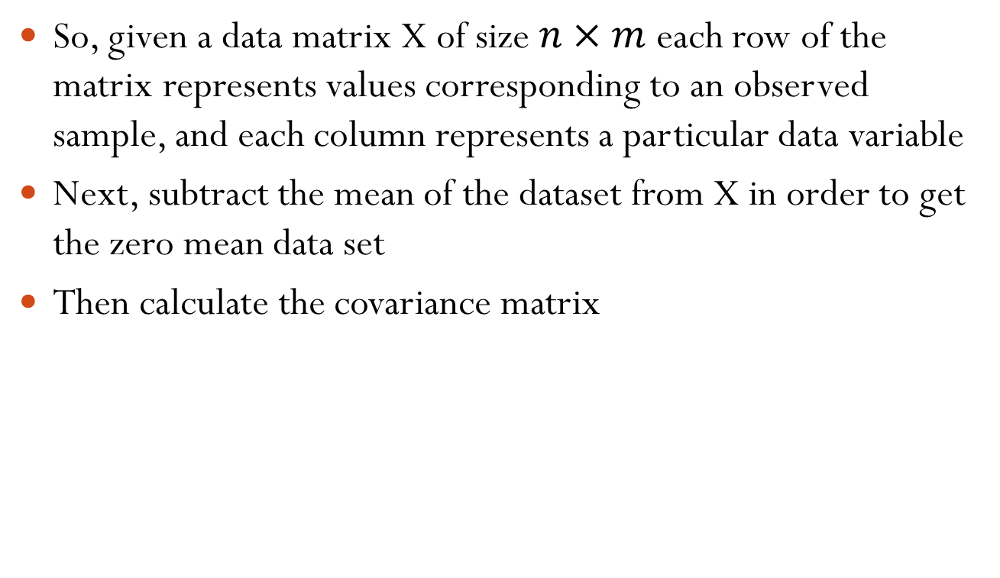 • So, given a data matrix X of size 𝑛 × 𝑚 each row of the
matrix represents values corresponding to an observed
sample, and each column represents a particular data variable
• Next, subtract the mean of the dataset from X in order to get
the zero mean data set
• Then calculate the covariance matrix